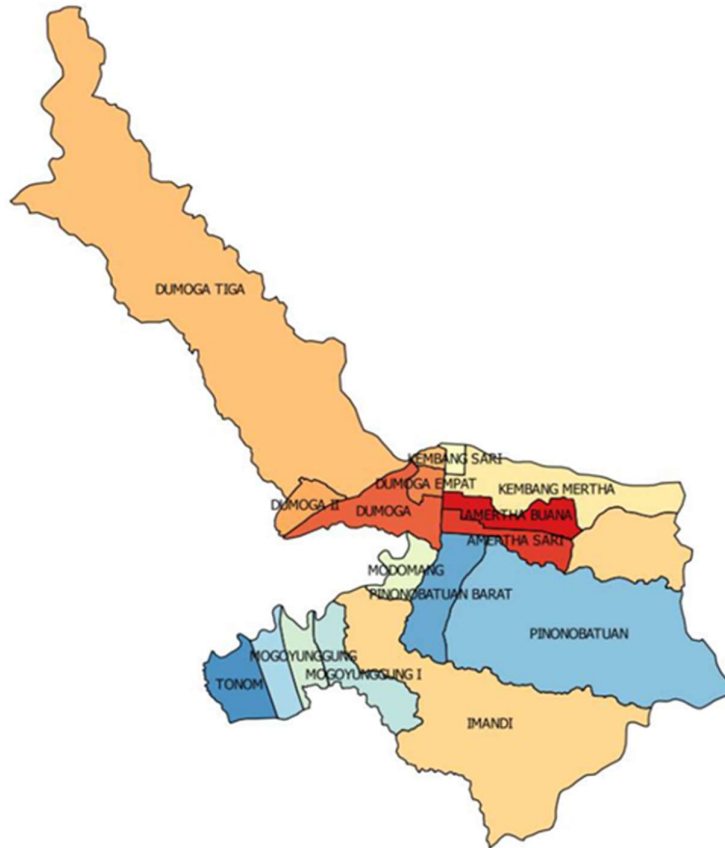 DUMOGA TIGA
KEMBANG SARI
DUMOGA EMPAT
KEMBANG MERTHA
DUMOGA II
DUMOGA
AMERTHA BUANA
AMERTHA SARI
MODOMANG
PINONOBATUAN BARAT
PINONOBATUAN
MOGOYUNGGUNG
MOGOYUNGGUNG I
TONOM
IMANDI